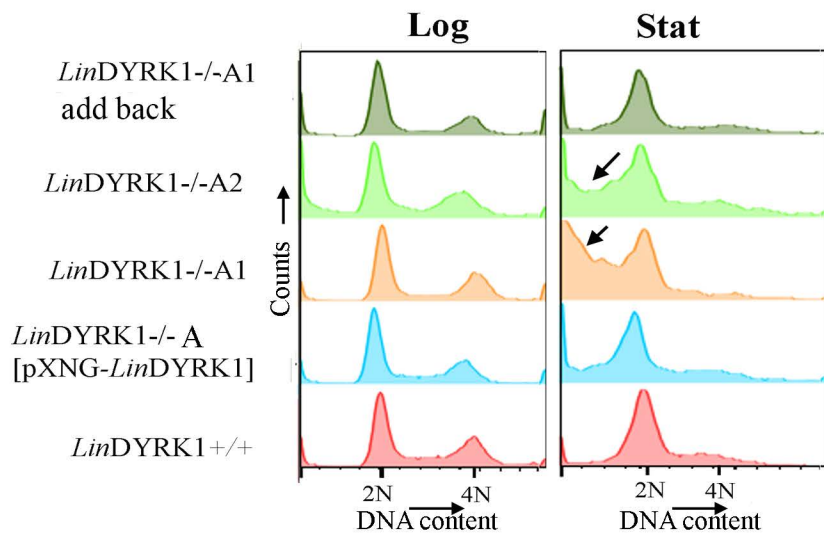 Log
Stat
LinDYRK1-/-A1
add back
LinDYRK1-/-A2
LinDYRK1-/-A1
LinDYRK1-/- A
[pXNG-LinDYRK1]
LinDYRK1+/+
Counts
2N 4N
DNA content
2N 4N
DNA content